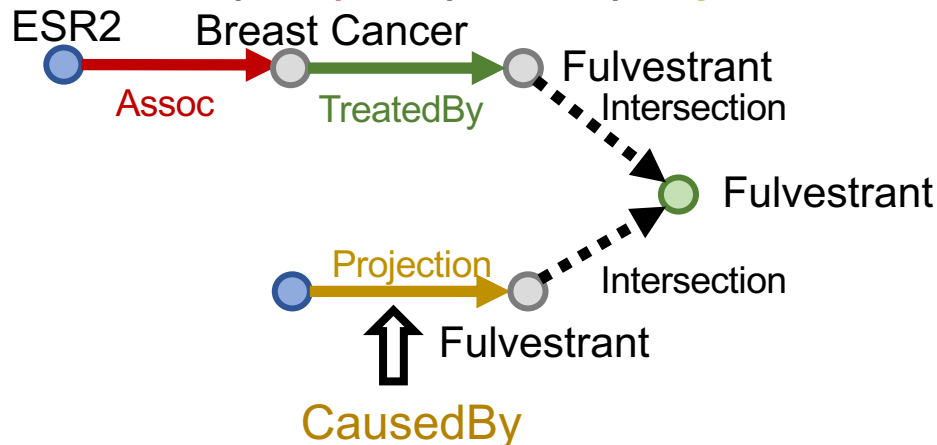 ESR2
Breast Cancer
Fulvestrant
Assoc
TreatedBy
Intersection
Fulvestrant
Projection
Intersection
Fulvestrant
CausedBy